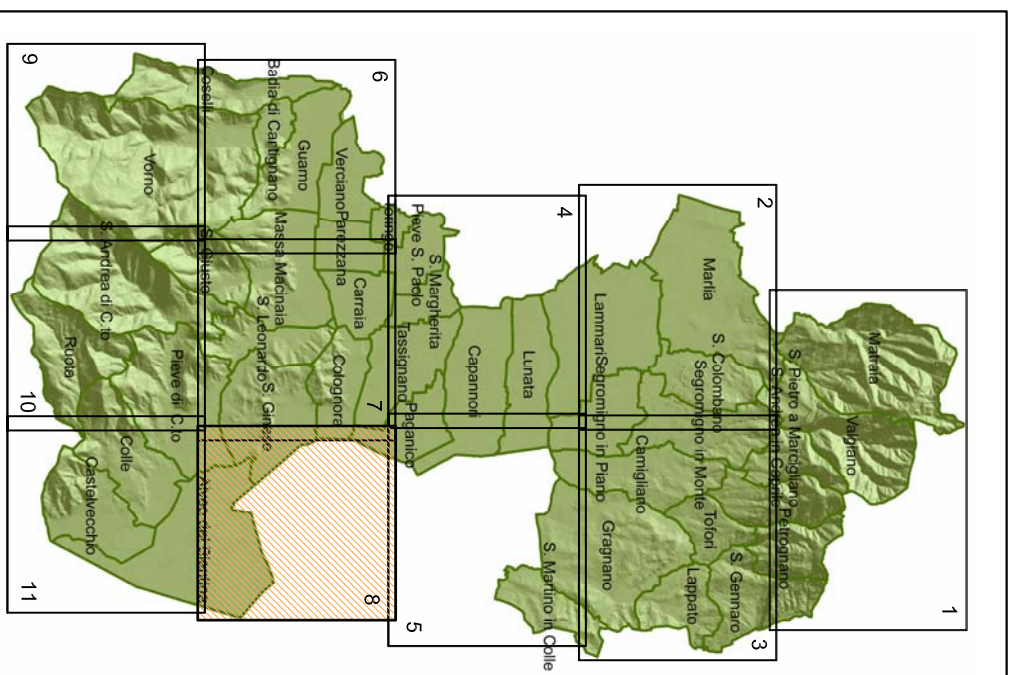 1
Matraia
Valgiano
S. Pietro a Marcigliano
S. Andrea in Caprile
Petrognano
2
3
Marlia
S. Colombano
Segromigno in Monte
Tofori
S. Gennaro
Lappato
Lammari
Segromigno in Piano
Camigliano
Gragnano
4
5
Lunata
S. Martino in Colle
Capannori
S. Margherita
Pieve S. Paolo
Tassignano
Paganico
Toringo
6
7
8
Verciano
Parezzana
Carraia
Colognora
Guamo
Badia di Cantignano
Massa Macinaia
S. Leonardo
S. Ginese
Coselli
S. Giusto
9
10
11
Vorno
Pieve di C.to
S. Andrea di C.to
Colle
Ruota
Castelvecchio